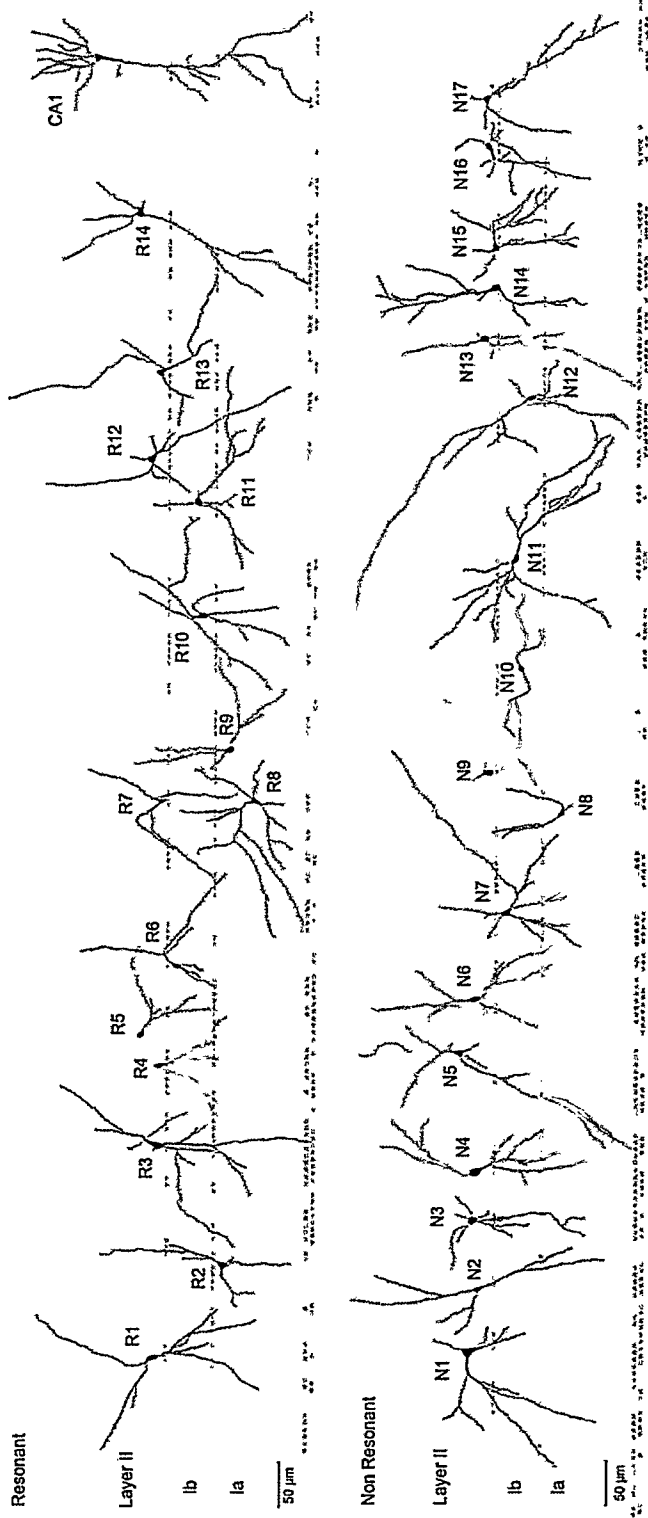 Resonant
Layer II
Ib
Ia
50 µm
R1
R2
R3
R4
R5
R6
R7
R8
R9
R10
R11
R12
R13
R14
CA1
Non Resonant
Layer II
Ib
Ia
50 µm
N1
N2
N3
N4
N5
N6
N7
N8
N9
N10
N11
N12
N13
N14
N15
N16
N17